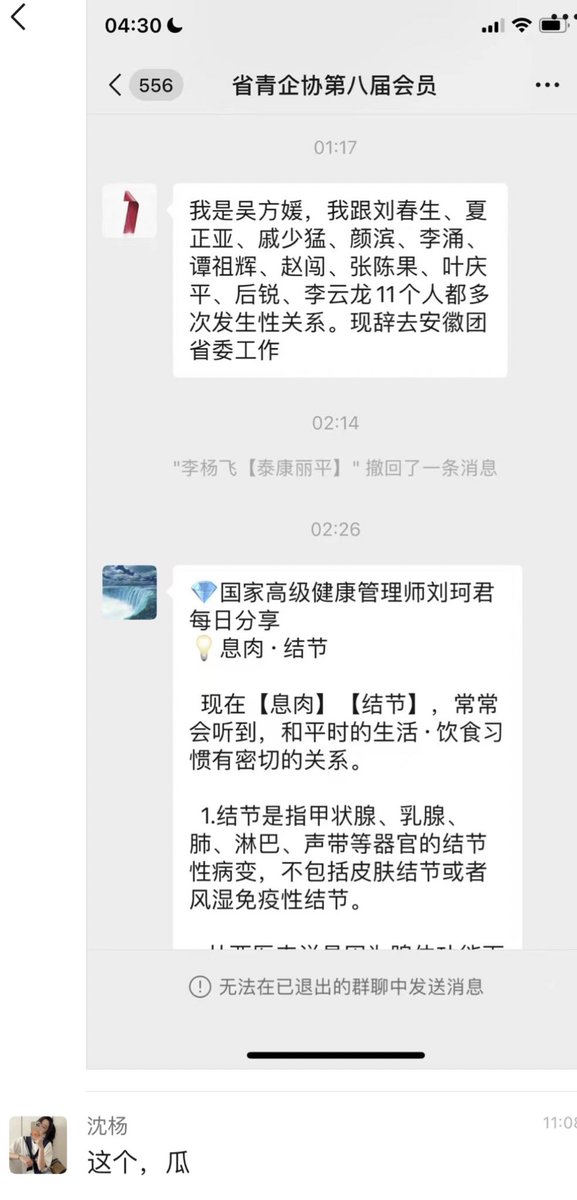 04:30
556
省青企协第八届会员
01:17
我是吴方媛，我跟刘春生、夏
正亚、戚少猛、颜滨、李涌、
谭祖辉、赵闯、张陈果、叶庆
平、后锐、李云龙11个人都多
次发生性关系。现辞去安徽团
省委工作
02:14
"李杨飞【泰康丽平】" 撤回了一条消息
02:26
💎国家高级健康管理师刘珂君
每日分享
💡息肉·结节
现在【息肉】【结节】，常常
会听到，和平时的生活·饮食习
惯有密切的关系。
1.结节是指甲状腺、乳腺、
肺、淋巴、声带等器官的结节
性病变，不包括皮肤结节或者
风湿免疫性结节。
无法在已退出的群聊中发送消息
沈杨
11:08
这个，瓜